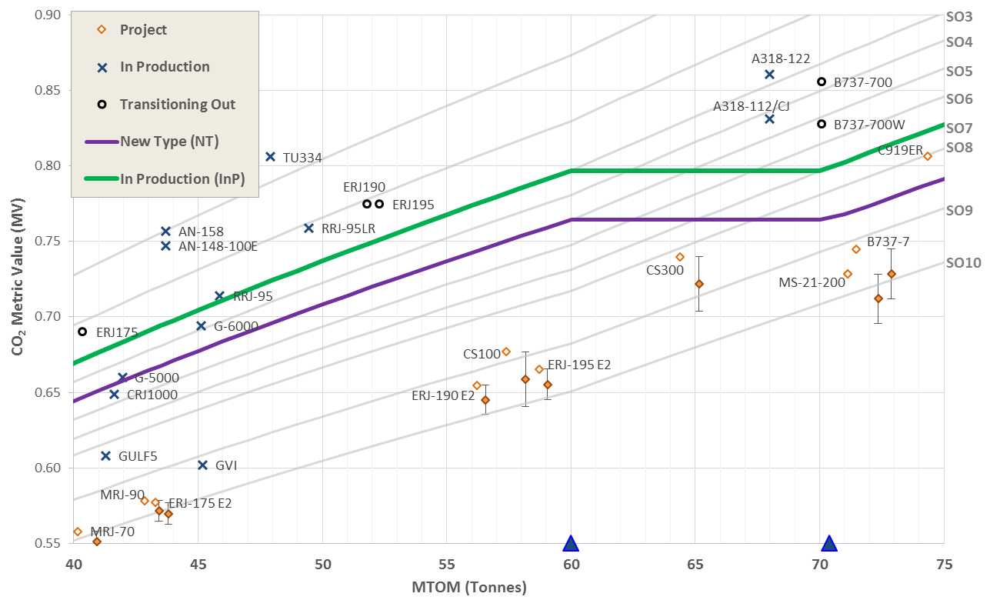 0.90
0.85
0.80
0.75
0.70
0.65
0.60
0.55
CO2 Metric Value (MV)
Project
In Production
Transitioning Out
New Type (NT)
In Production (InP)
SO3
SO4
SO5
SO6
SO7
SO8
SO9
SO10
A318-122
B737-700
A318-112/CJ
B737-700W
C919ER
TU334
ERJ190
ERJ195
RRJ-95LR
AN-158
AN-148-100E
B737-7
CS300
MS-21-200
RRJ-95
G-6000
ERJ175
CS100
ERJ-195 E2
G-5000
CRJ1000
ERJ-190 E2
GULF5
GVI
MRJ-90
ERJ-175 E2
MRJ-70
40
45
50
55
60
65
70
75
MTOM (Tonnes)